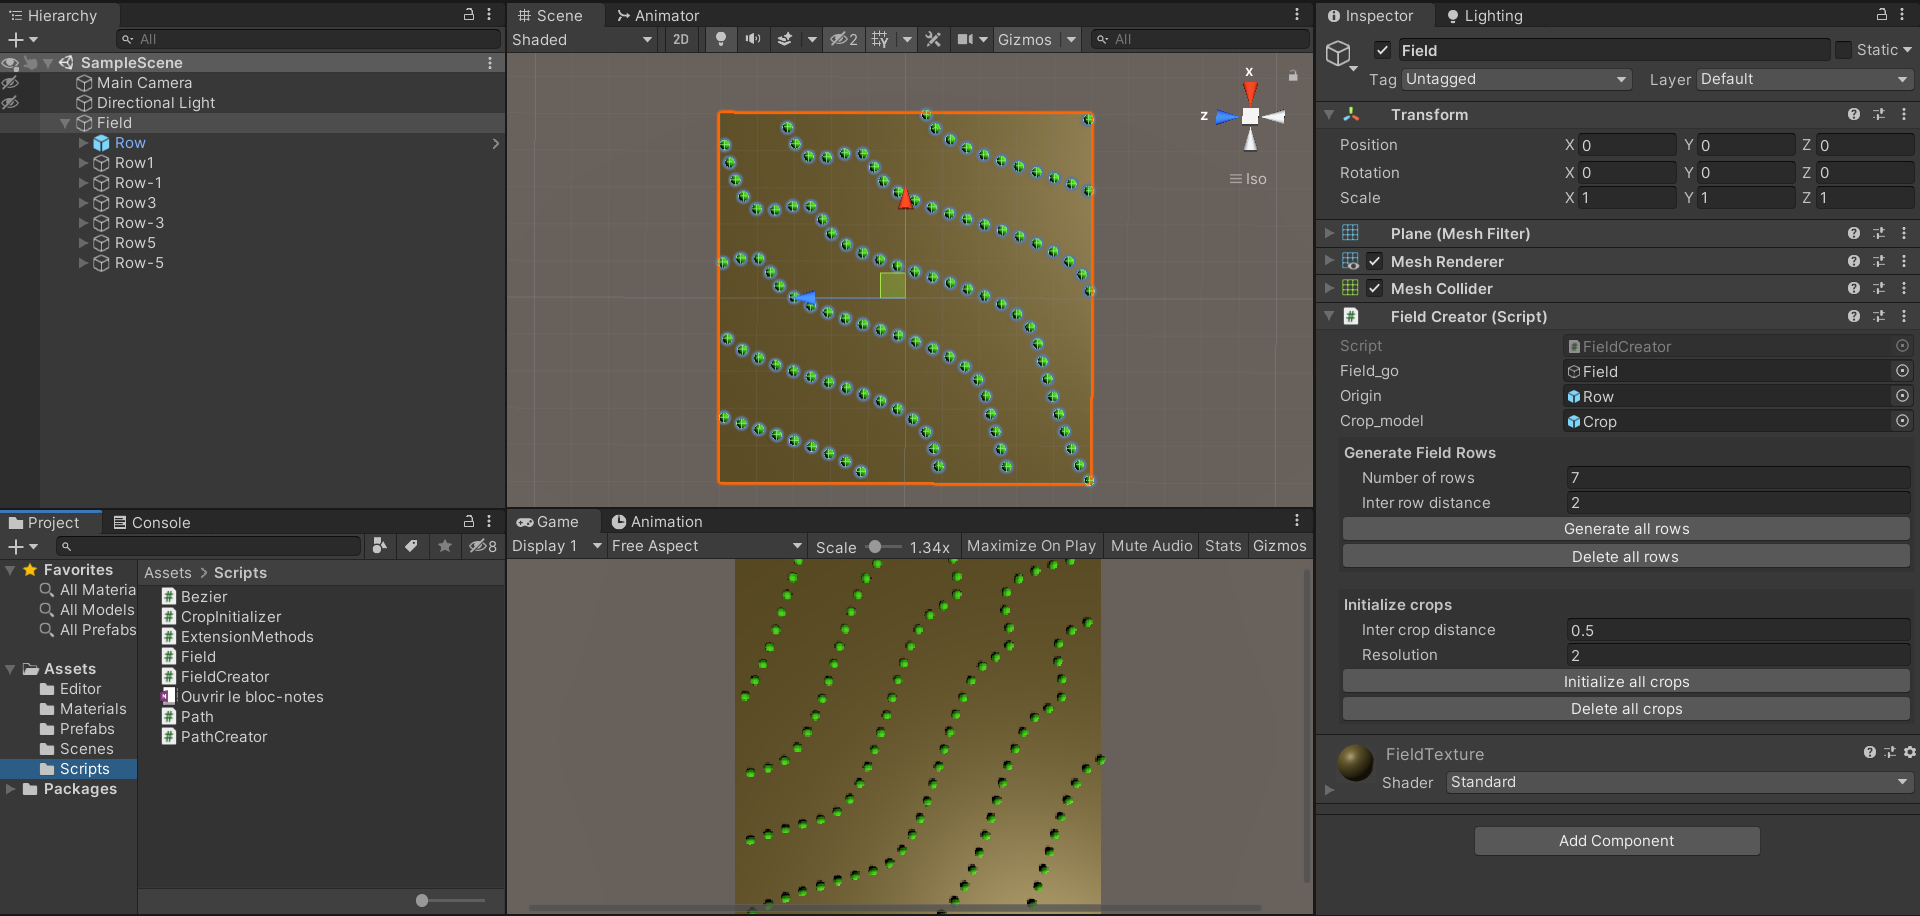 Hierarchy
All
SampleScene
Main Camera
Directional Light
Field
Row
Row1
Row-1
Row3
Row-3
Row5
Row-5
Scene
Animator
Shaded
2D
2
Gizmos
All
x
z
Iso
Inspector
Lighting
Field
Static
Tag
Untagged
Layer
Default
Transform
Position X 0 Y 0 Z 0
Rotation X 0 Y 0 Z 0
Scale X 1 Y 1 Z 1
Plane (Mesh Filter)
Mesh Renderer
Mesh Collider
Field Creator (Script)
Script FieldCreator
Field_go Field
Origin Row
Crop_model Crop
Generate Field Rows
Number of rows 7
Inter row distance 2
Generate all rows
Delete all rows
Initialize crops
Inter crop distance 0.5
Resolution 2
Initialize all crops
Delete all crops
FieldTexture
Shader Standard
Add Component
Project
Console
8
Favorites
All Materia
All Models
All Prefabs
Assets
Editor
Materials
Prefabs
Scenes
Scripts
Packages
Assets > Scripts
Bezier
CropInitializer
ExtensionMethods
Field
FieldCreator
Ouvrir le bloc-notes
Path
PathCreator
Game
Animation
Display 1
Free Aspect
Scale 1.34x
Maximize On Play
Mute Audio
Stats
Gizmos